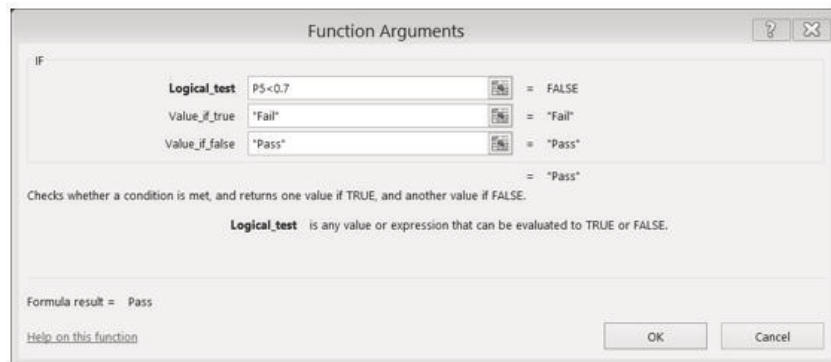 Function Arguments
?
IF
Logical_test P5<0.7 = FALSE
Value_if_true "Fail" = "Fail"
Value_if_false "Pass" = "Pass"
= "Pass"
Checks whether a condition is met, and returns one value if TRUE, and another value if FALSE.
Logical_test is any value or expression that can be evaluated to TRUE or FALSE.
Formula result = Pass
Help on this function OK Cancel